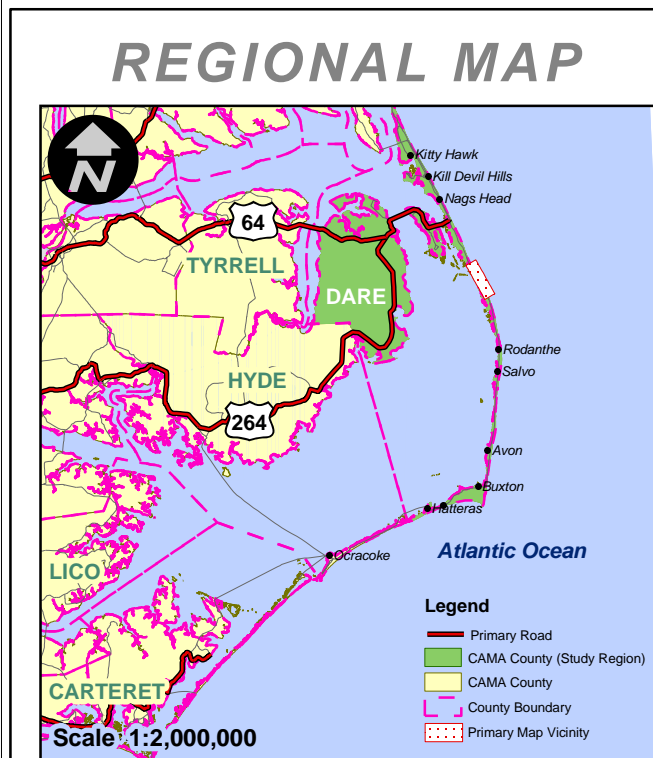 REGIONAL MAP
N
Kitty Hawk
Kill Devil Hills
Nags Head
64
TYRRELL
DARE
Rodanthe
Salvo
HYDE
264
Avon
Buxton
Hatteras
Ocracoke
Atlantic Ocean
LICO
CARTERET
Legend
Primary Road
CAMA County (Study Region)
CAMA County
County Boundary
Primary Map Vicinity
Scale 1:2,000,000